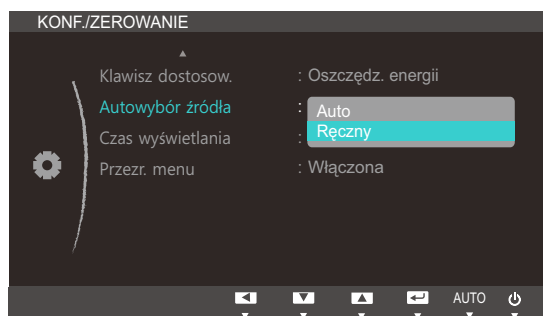 KONF./ZEROWANIE
Klawisz dostosow. : Oszczędz. energii
Autowybór źródła : Auto
Ręczny
Czas wyświetlania :
Przezr. menu : Włączona
AUTO